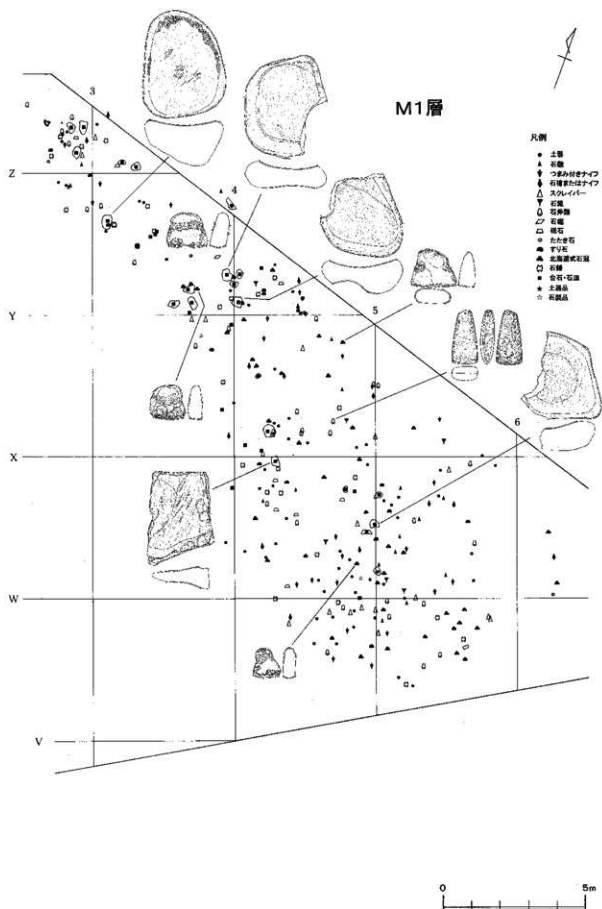 M1層
凡例
土器
石鏃
つまみ付きナイフ
石槍またはナイフ
スクレイパー
石錐
石斧類
石鋸
砥石
たたき石
すり石
北海道式石冠
石錘
台石・石皿
土製品
石製品
3
4
5
6
Z
Y
X
W
V
0 5m